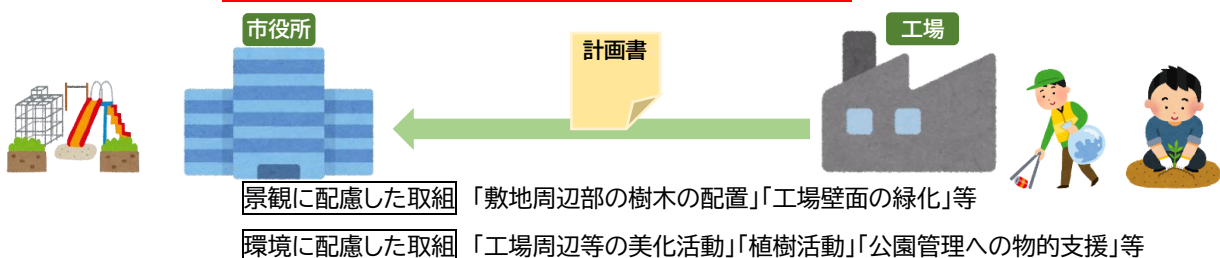 市役所
計画書
工場
景観に配慮した取組 「敷地周辺部の樹木の配置」「工場壁面の緑化」等
環境に配慮した取組 「工場周辺等の美化活動」「植樹活動」「公園管理への物的支援」等